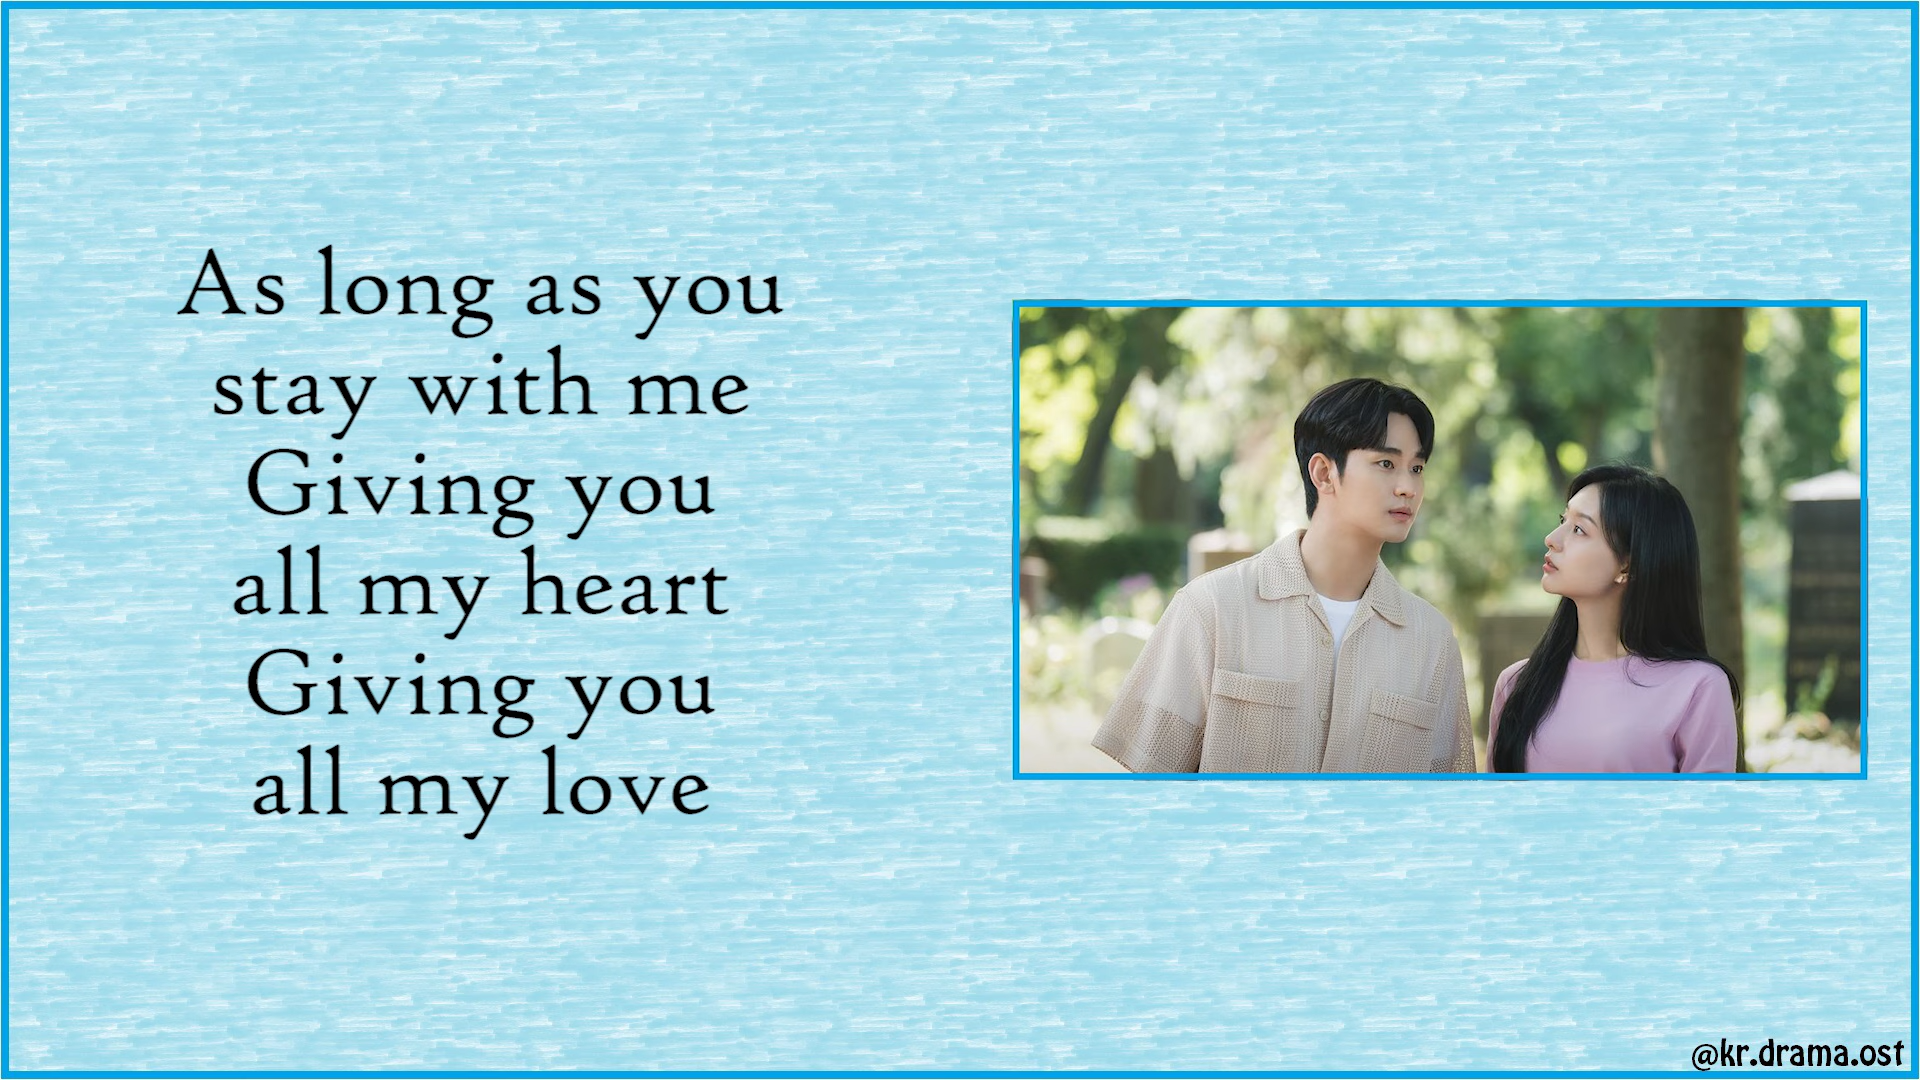 As long as you
stay with me
Giving you
all my heart
Giving you
all my love
@kr.drama.ost